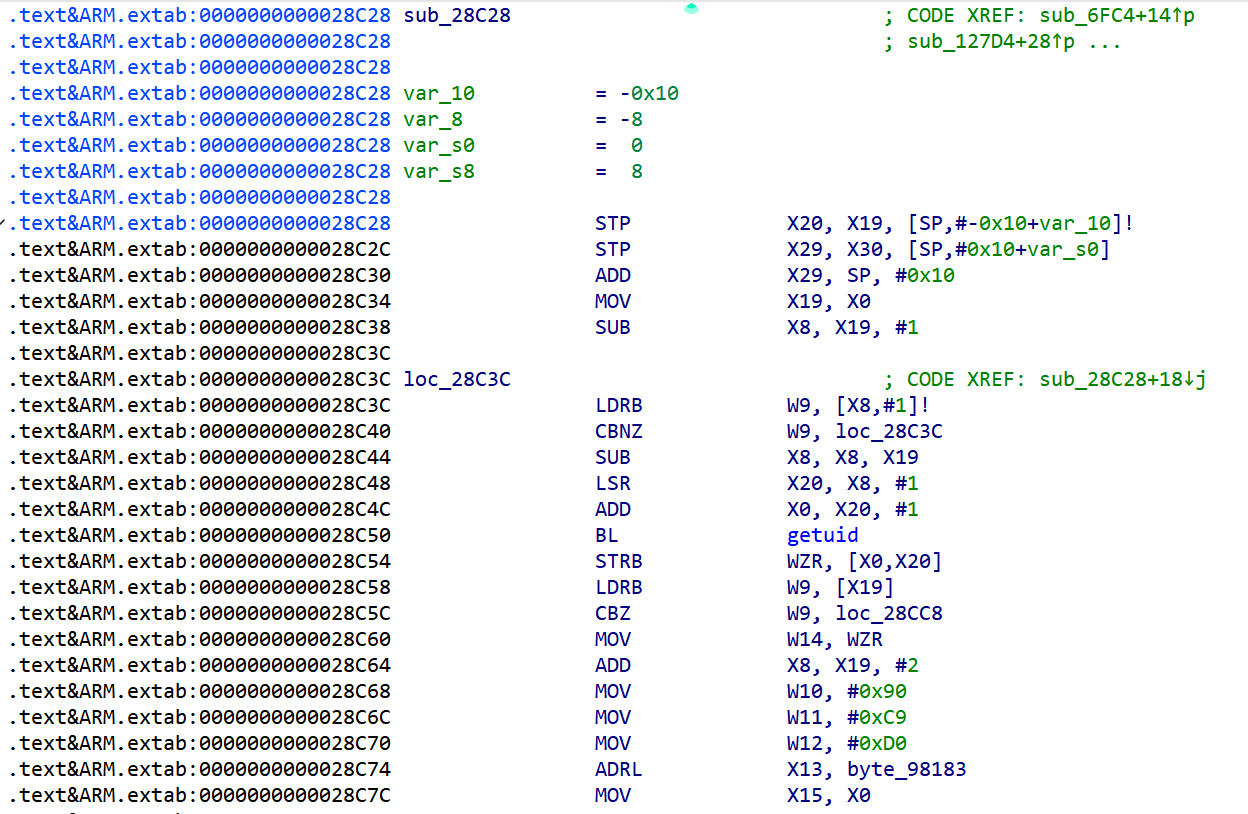 .text&ARM.extab:0000000000028C28 sub_28C28 ; CODE XREF: sub_6FC4+14↑p
.text&ARM.extab:0000000000028C28 ; sub_127D4+28↑p ...
.text&ARM.extab:0000000000028C28
.text&ARM.extab:0000000000028C28 var_10 = -0x10
.text&ARM.extab:0000000000028C28 var_8 = -8
.text&ARM.extab:0000000000028C28 var_s0 = 0
.text&ARM.extab:0000000000028C28 var_s8 = 8
.text&ARM.extab:0000000000028C28
.text&ARM.extab:0000000000028C28 STP X20, X19, [SP,#-0x10+var_10]!
.text&ARM.extab:0000000000028C2C STP X29, X30, [SP,#0x10+var_s0]
.text&ARM.extab:0000000000028C30 ADD X29, SP, #0x10
.text&ARM.extab:0000000000028C34 MOV X19, X0
.text&ARM.extab:0000000000028C38 SUB X8, X19, #1
.text&ARM.extab:0000000000028C3C
.text&ARM.extab:0000000000028C3C loc_28C3C ; CODE XREF: sub_28C28+18↓j
.text&ARM.extab:0000000000028C3C LDRB W9, [X8,#1]!
.text&ARM.extab:0000000000028C40 CBNZ W9, loc_28C3C
.text&ARM.extab:0000000000028C44 SUB X8, X8, X19
.text&ARM.extab:0000000000028C48 LSR X20, X8, #1
.text&ARM.extab:0000000000028C4C ADD X0, X20, #1
.text&ARM.extab:0000000000028C50 BL getuid
.text&ARM.extab:0000000000028C54 STRB WZR, [X0,X20]
.text&ARM.extab:0000000000028C58 LDRB W9, [X19]
.text&ARM.extab:0000000000028C5C CBZ W9, loc_28CC8
.text&ARM.extab:0000000000028C60 MOV W14, WZR
.text&ARM.extab:0000000000028C64 ADD X8, X19, #2
.text&ARM.extab:0000000000028C68 MOV W10, #0x90
.text&ARM.extab:0000000000028C6C MOV W11, #0xC9
.text&ARM.extab:0000000000028C70 MOV W12, #0xD0
.text&ARM.extab:0000000000028C74 ADRL X13, byte_98183
.text&ARM.extab:0000000000028C7C MOV X15, X0